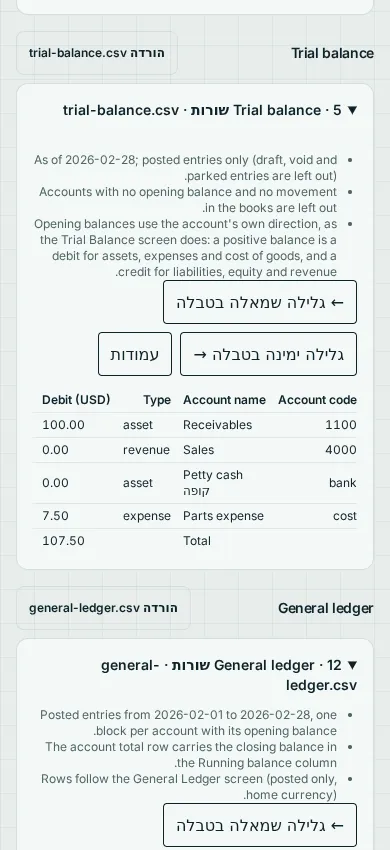 Trial balance
הורדה trial-balance.csv
▼ Trial balance · 5 שורות · trial-balance.csv
As of 2026-02-28; posted entries only (draft, void and
parked entries are left out).
Accounts with no opening balance and no movement
in the books are left out.
Opening balances use the account's own direction, as
the Trial Balance screen does: a positive balance is a
debit for assets, expenses and cost of goods, and a
credit for liabilities, equity and revenue.
← גלילה שמאלה בטבלה
גלילה ימינה בטבלה →
עמודות
Account code Account name Type Debit (USD)
1100 Receivables asset 100.00
4000 Sales revenue 0.00
bank Petty cash asset 0.00
קופה
cost Parts expense expense 7.50
Total 107.50
General ledger
הורדה general-ledger.csv
▼ General ledger · 12 שורות · general-
ledger.csv
Posted entries from 2026-02-01 to 2026-02-28, one
block per account with its opening balance.
The account total row carries the closing balance in
the Running balance column.
Rows follow the General Ledger screen (posted only,
home currency).
← גלילה שמאלה בטבלה